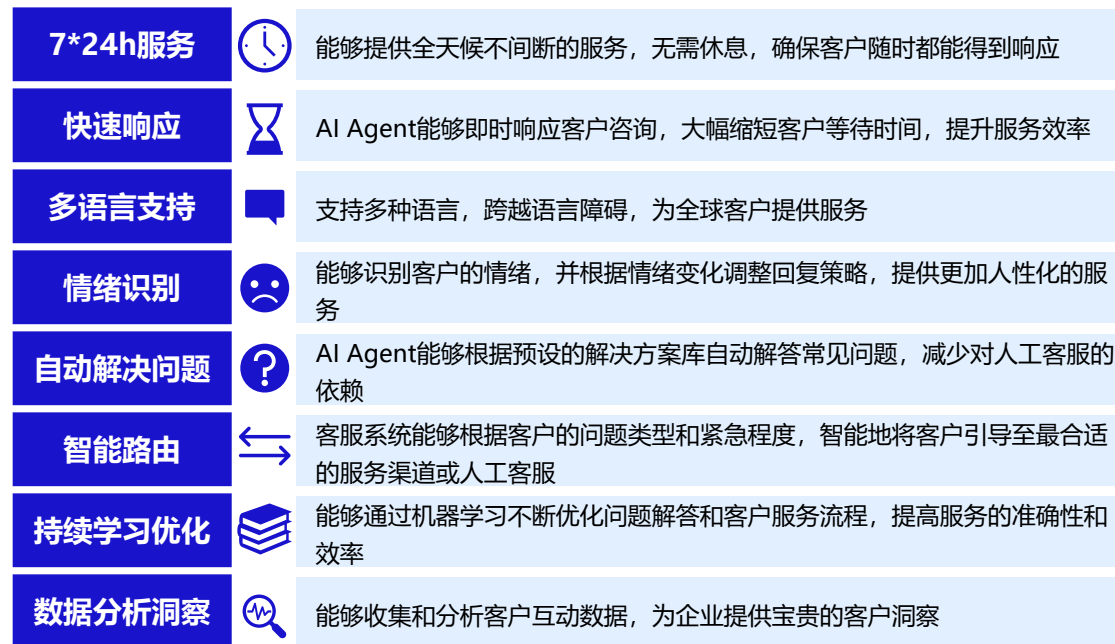 7*24h服务
能够提供全天候不间断的服务，无需休息，确保客户随时都能得到响应
快速响应
AI Agent能够即时响应客户咨询，大幅缩短客户等待时间，提升服务效率
多语言支持
支持多种语言，跨越语言障碍，为全球客户提供服务
情绪识别
能够识别客户的情绪，并根据情绪变化调整回复策略，提供更加人性化的服
务
自动解决问题
AI Agent能够根据预设的解决方案库自动解答常见问题，减少对人工客服的
依赖
智能路由
客服系统能够根据客户的问题类型和紧急程度，智能地将客户引导至最合适
的服务渠道或人工客服
持续学习优化
能够通过机器学习不断优化问题解答和客户服务流程，提高服务的准确性和
效率
数据分析洞察
能够收集和分析客户互动数据，为企业提供宝贵的客户洞察